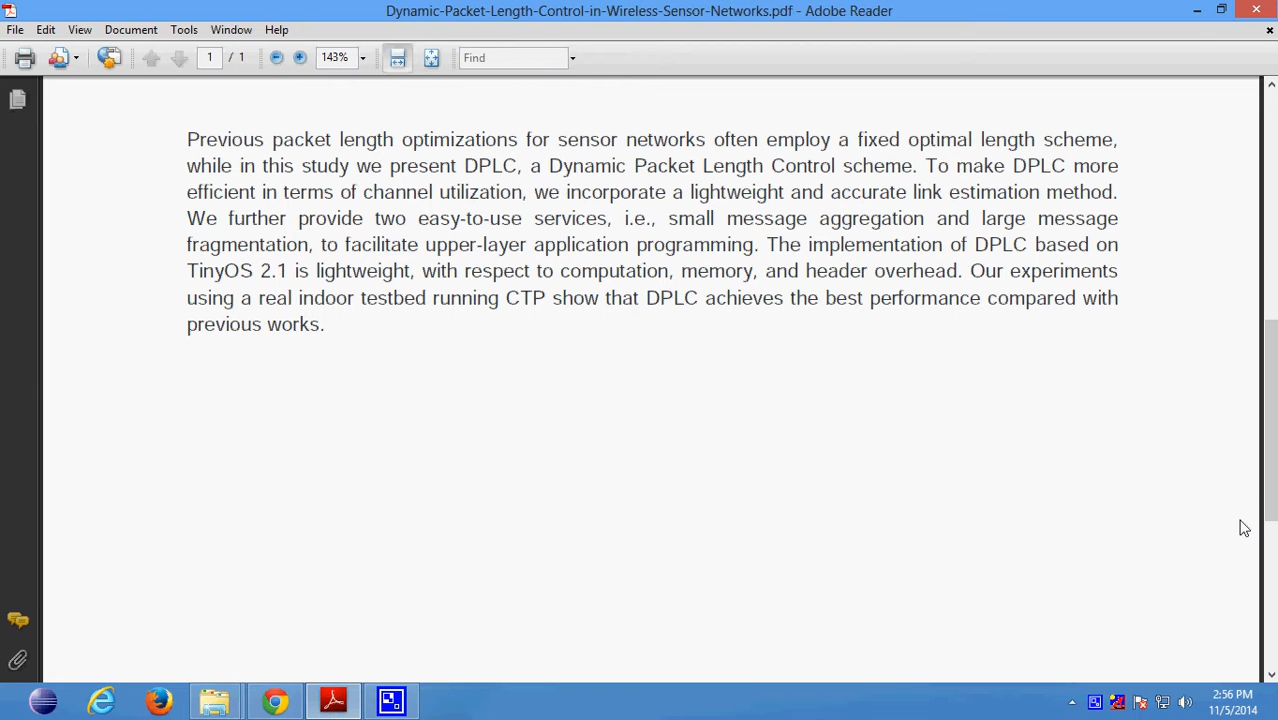 Dynamic-Packet-Length-Control-in-Wireless-Sensor-Networks.pdf - Adobe Reader
File Edit View Document Tools Window Help
1 / 1 143% Find
Previous packet length optimizations for sensor networks often employ a fixed optimal length scheme,
while in this study we present DPLC, a Dynamic Packet Length Control scheme. To make DPLC more
efficient in terms of channel utilization, we incorporate a lightweight and accurate link estimation method.
We further provide two easy-to-use services, i.e., small message aggregation and large message
fragmentation, to facilitate upper-layer application programming. The implementation of DPLC based on
TinyOS 2.1 is lightweight, with respect to computation, memory, and header overhead. Our experiments
using a real indoor testbed running CTP show that DPLC achieves the best performance compared with
previous works.
2:56 PM
11/5/2014